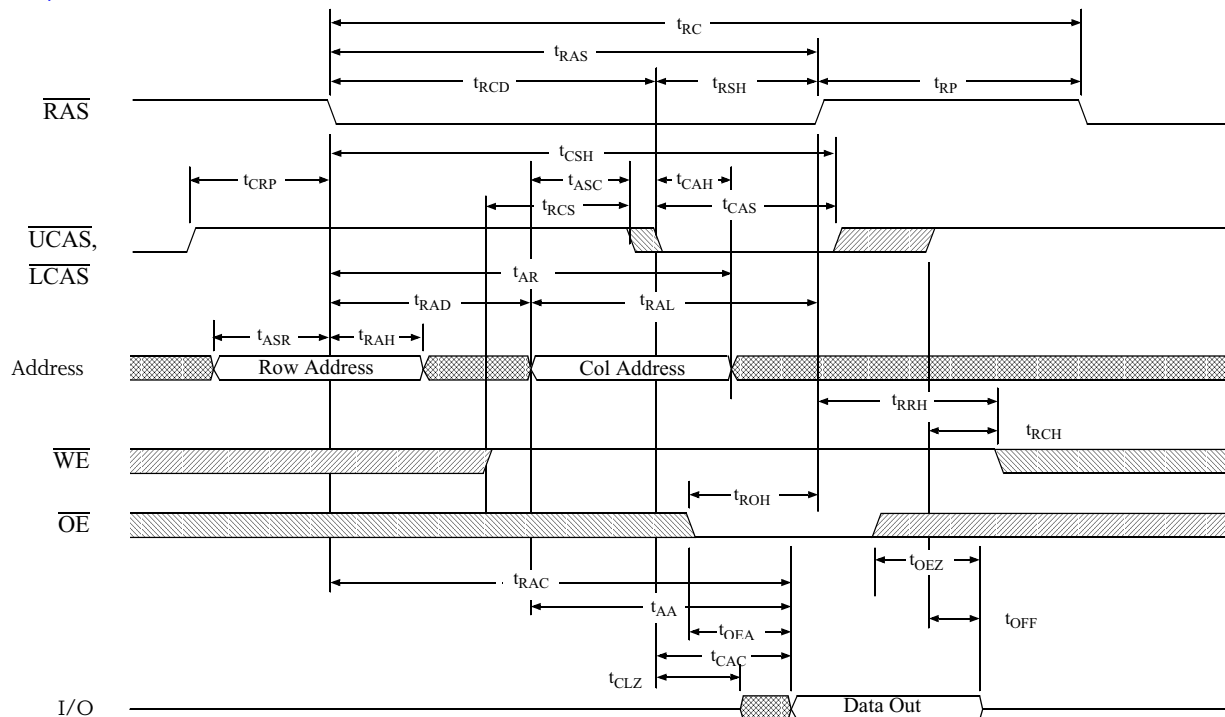 tRC
tRAS
tRCD tRSH tRP
RAS
tCSH
tCRP tASC tCAH
tRCS tCAS
UCAS,
LCAS
tAR
tRAD tRAL
tASR tRAH
Address Row Address Col Address
tRRH
tRCH
WE
tROH
OE
tOEZ
tRAC
tAA
tOEA tOFF
tCAC
tCLZ
I/O Data Out